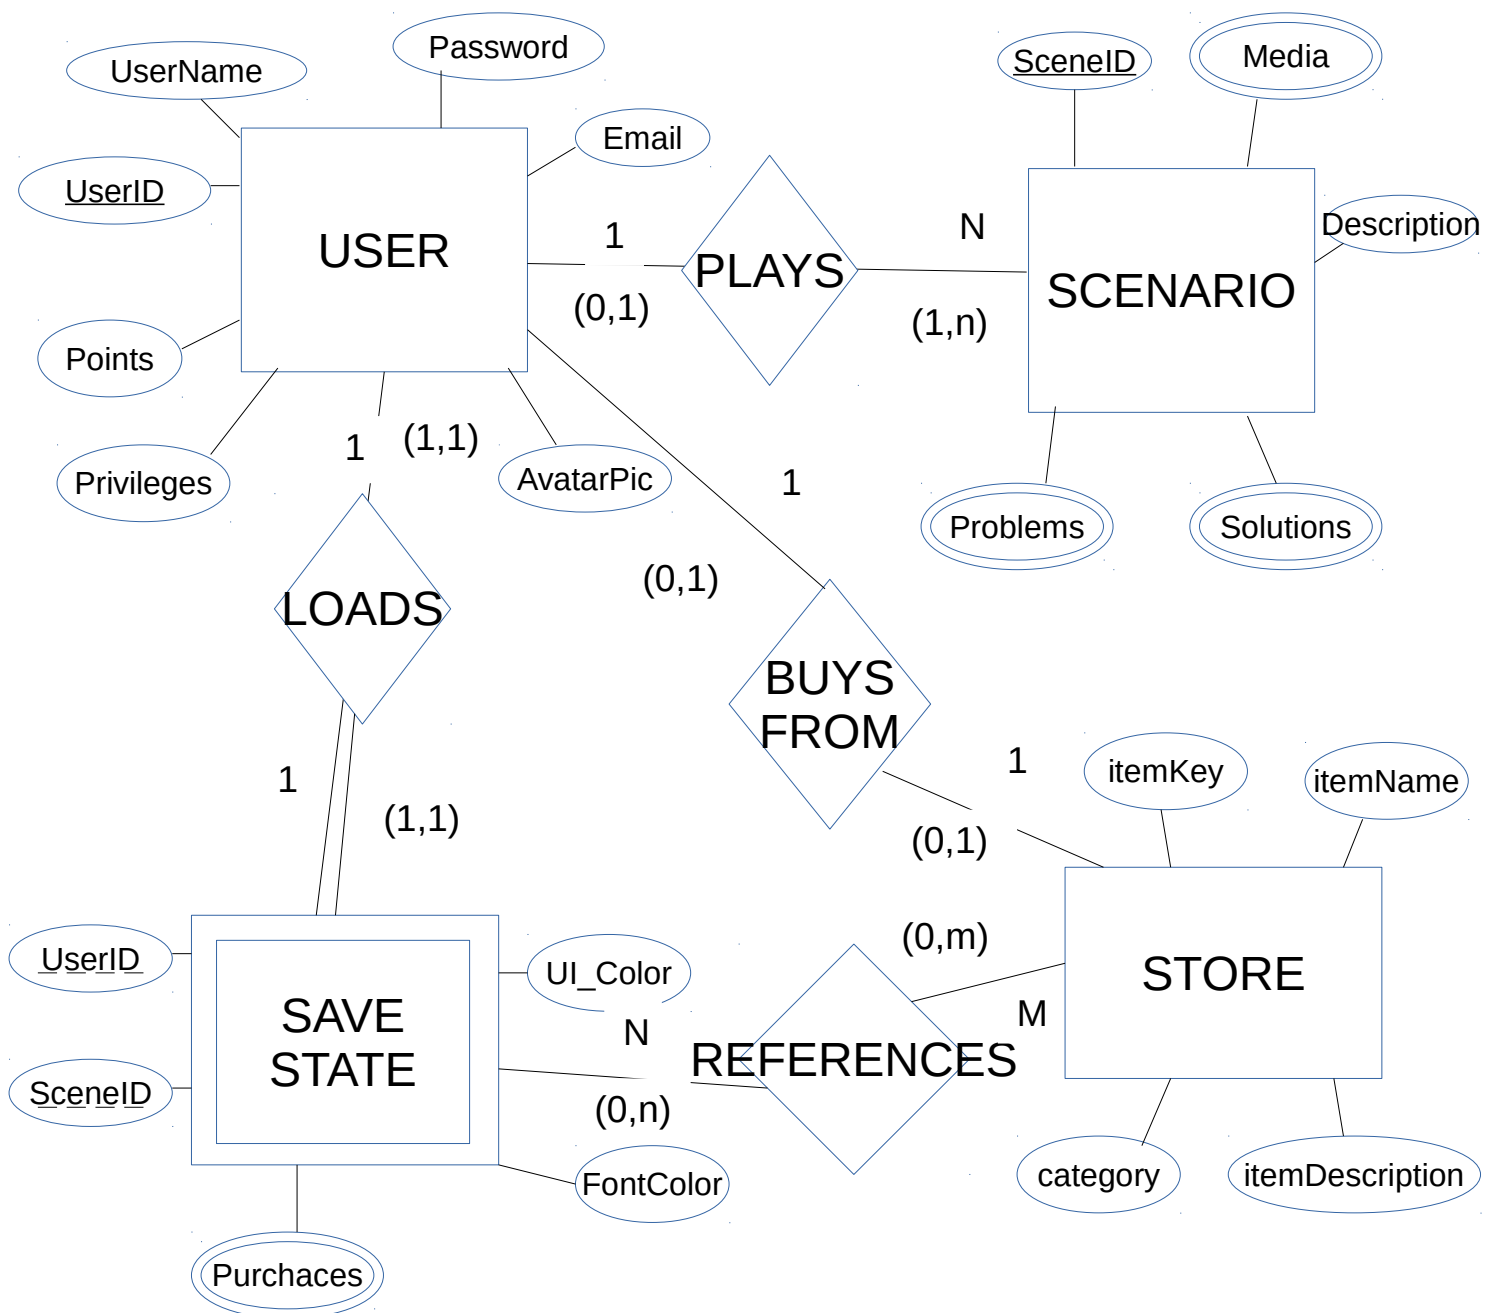 Password
UserName
SceneID
Media
Email
UserID
USER
1
N
Description
PLAYS
SCENARIO
(0,1)
(1,n)
Points
1
(1,1)
Privileges
AvatarPic
1
Problems
Solutions
(0,1)
LOADS
BUYS
FROM
1
1
itemKey
itemName
(1,1)
(0,1)
(0,m)
UserID
UI_Color
STORE
SAVE
STATE
N
M
REFERENCES
SceneID
(0,n)
FontColor
category
itemDescription
Purchaces